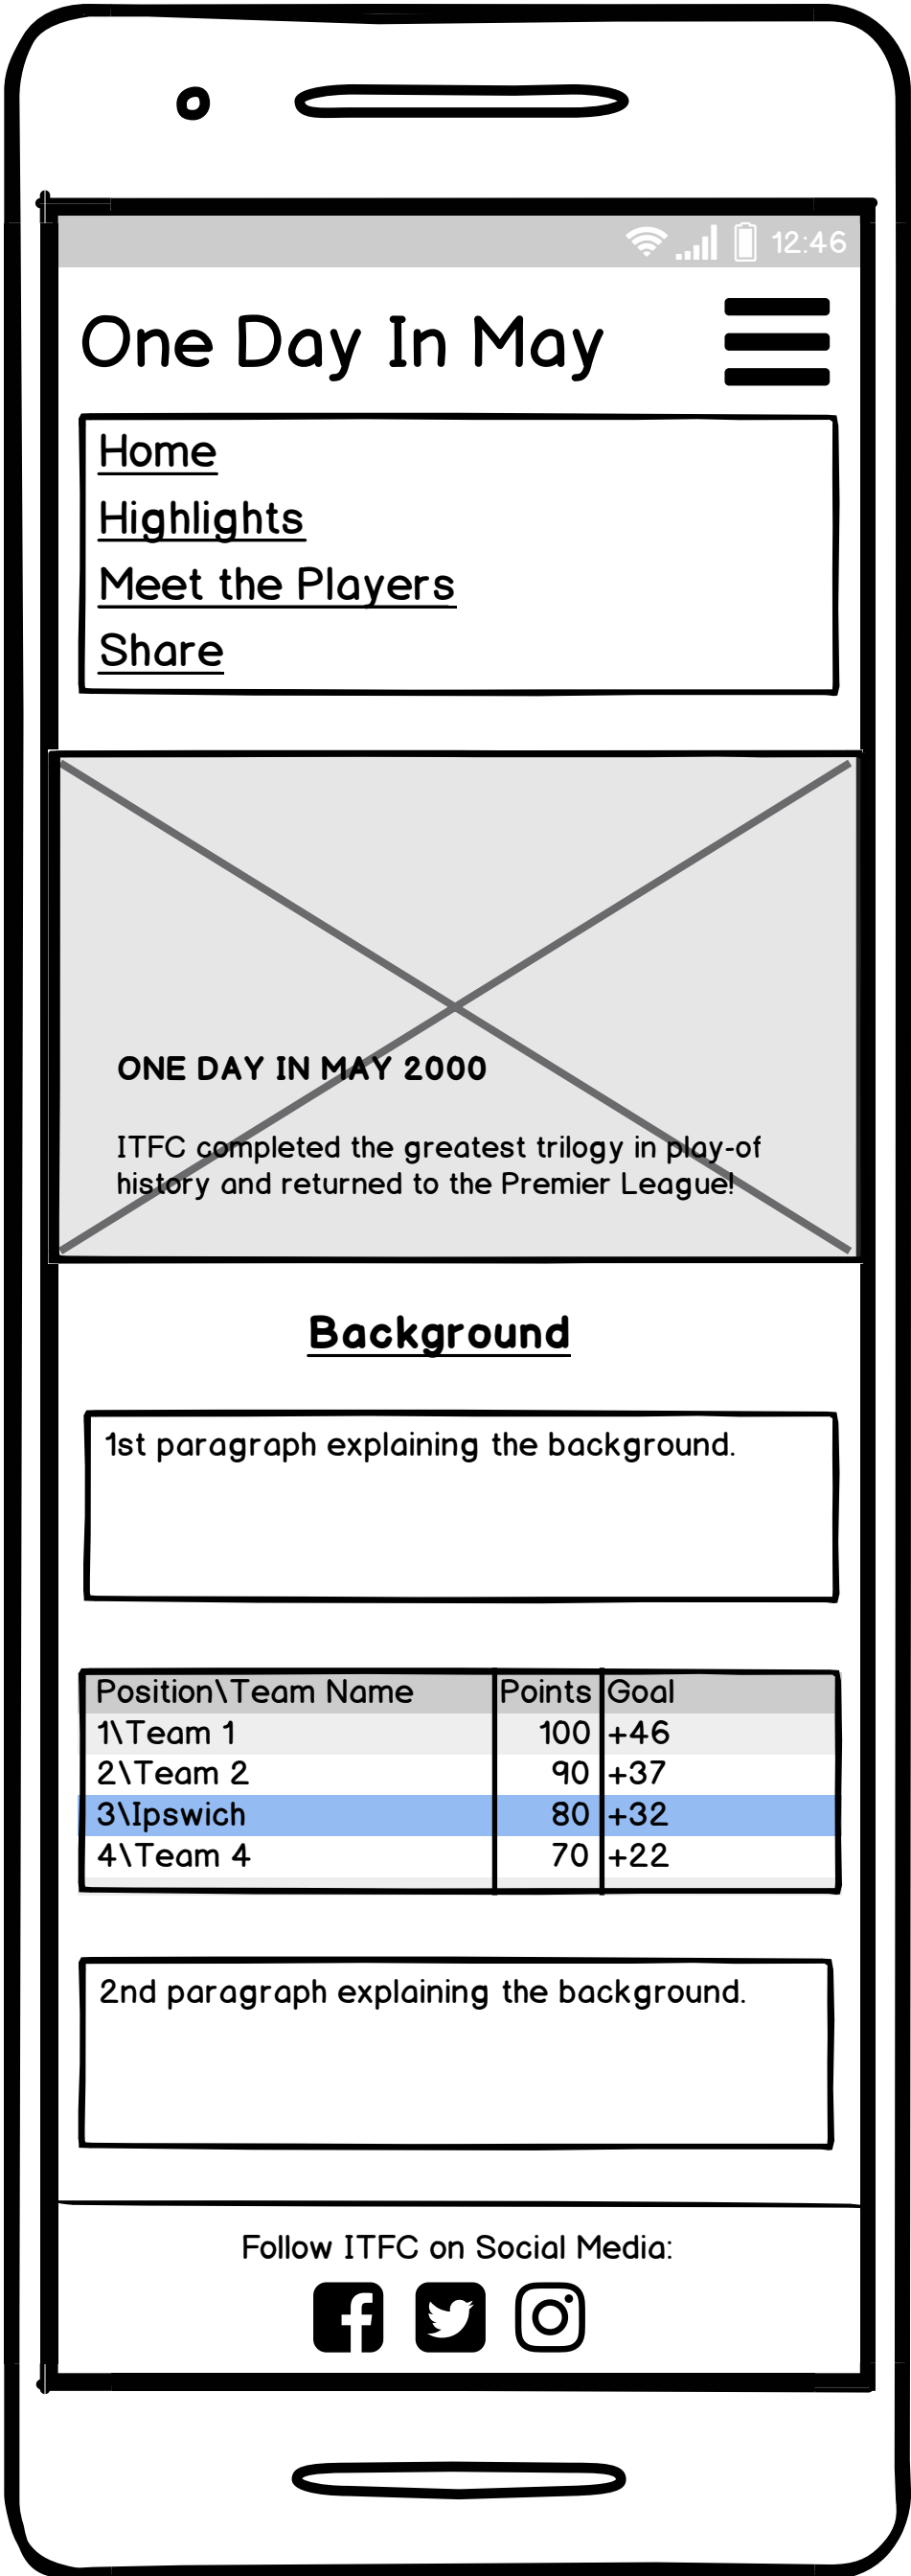 12:46
One Day In May
Home
Highlights
Meet the Players
Share
ONE DAY IN MAY 2000
ITFC completed the greatest trilogy in play-of
history and returned to the Premier League!
Background
1st paragraph explaining the background.
Position\Team Name Points Goal
1\Team 1 100 +46
2\Team 2 90 +37
3\Ipswich 80 +32
4\Team 4 70 +22
2nd paragraph explaining the background.
Follow ITFC on Social Media: